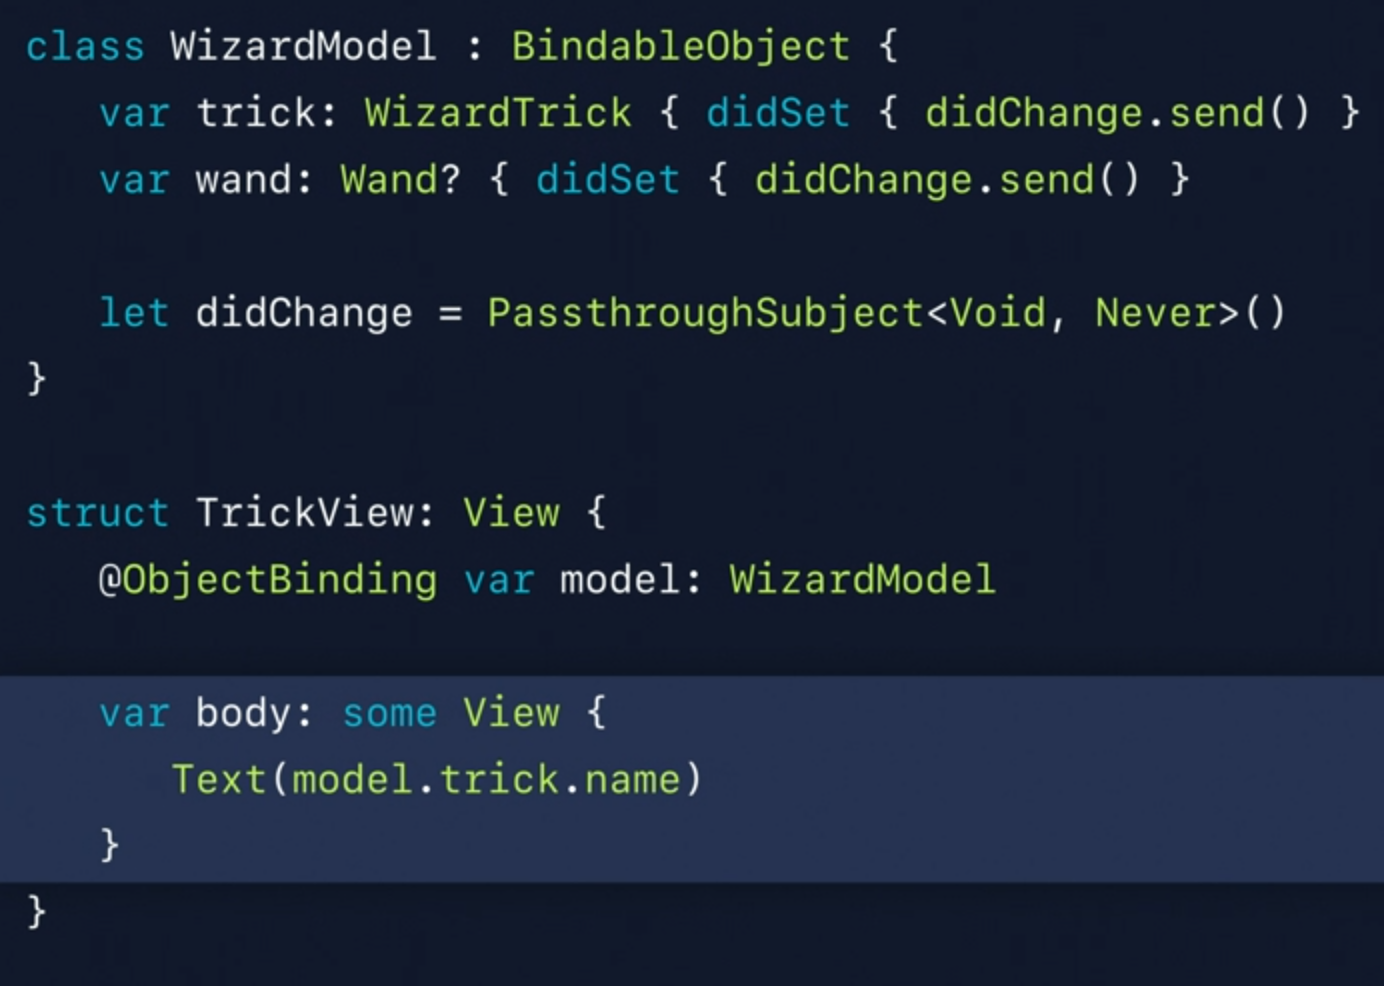 class WizardModel : BindableObject {
var trick: WizardTrick { didSet { didChange.send() }
var wand: Wand? { didSet { didChange.send() }
let didChange = PassthroughSubject<Void, Never>()
}
struct TrickView: View {
@ObjectBinding var model: WizardModel
var body: some View {
Text(model.trick.name)
}
}